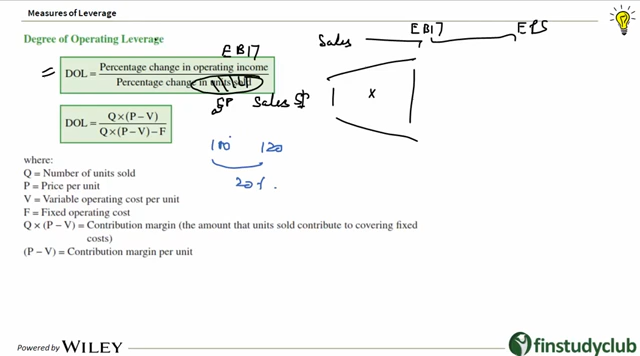 Measures of Leverage
Degree of Operating Leverage
EBIT
Sales
EBIT
EPS
DOL = Percentage change in operating income
Percentage change in units sold
SP
Sales
DOL = Q×(P – V)
Q×(P – V) – F
x
100
120
20%.
where:
Q = Number of units sold
P = Price per unit
V = Variable operating cost per unit
F = Fixed operating cost
Q × (P – V) = Contribution margin (the amount that units sold contribute to covering fixed
costs)
(P – V) = Contribution margin per unit
Powered by WILEY
finstudyclub